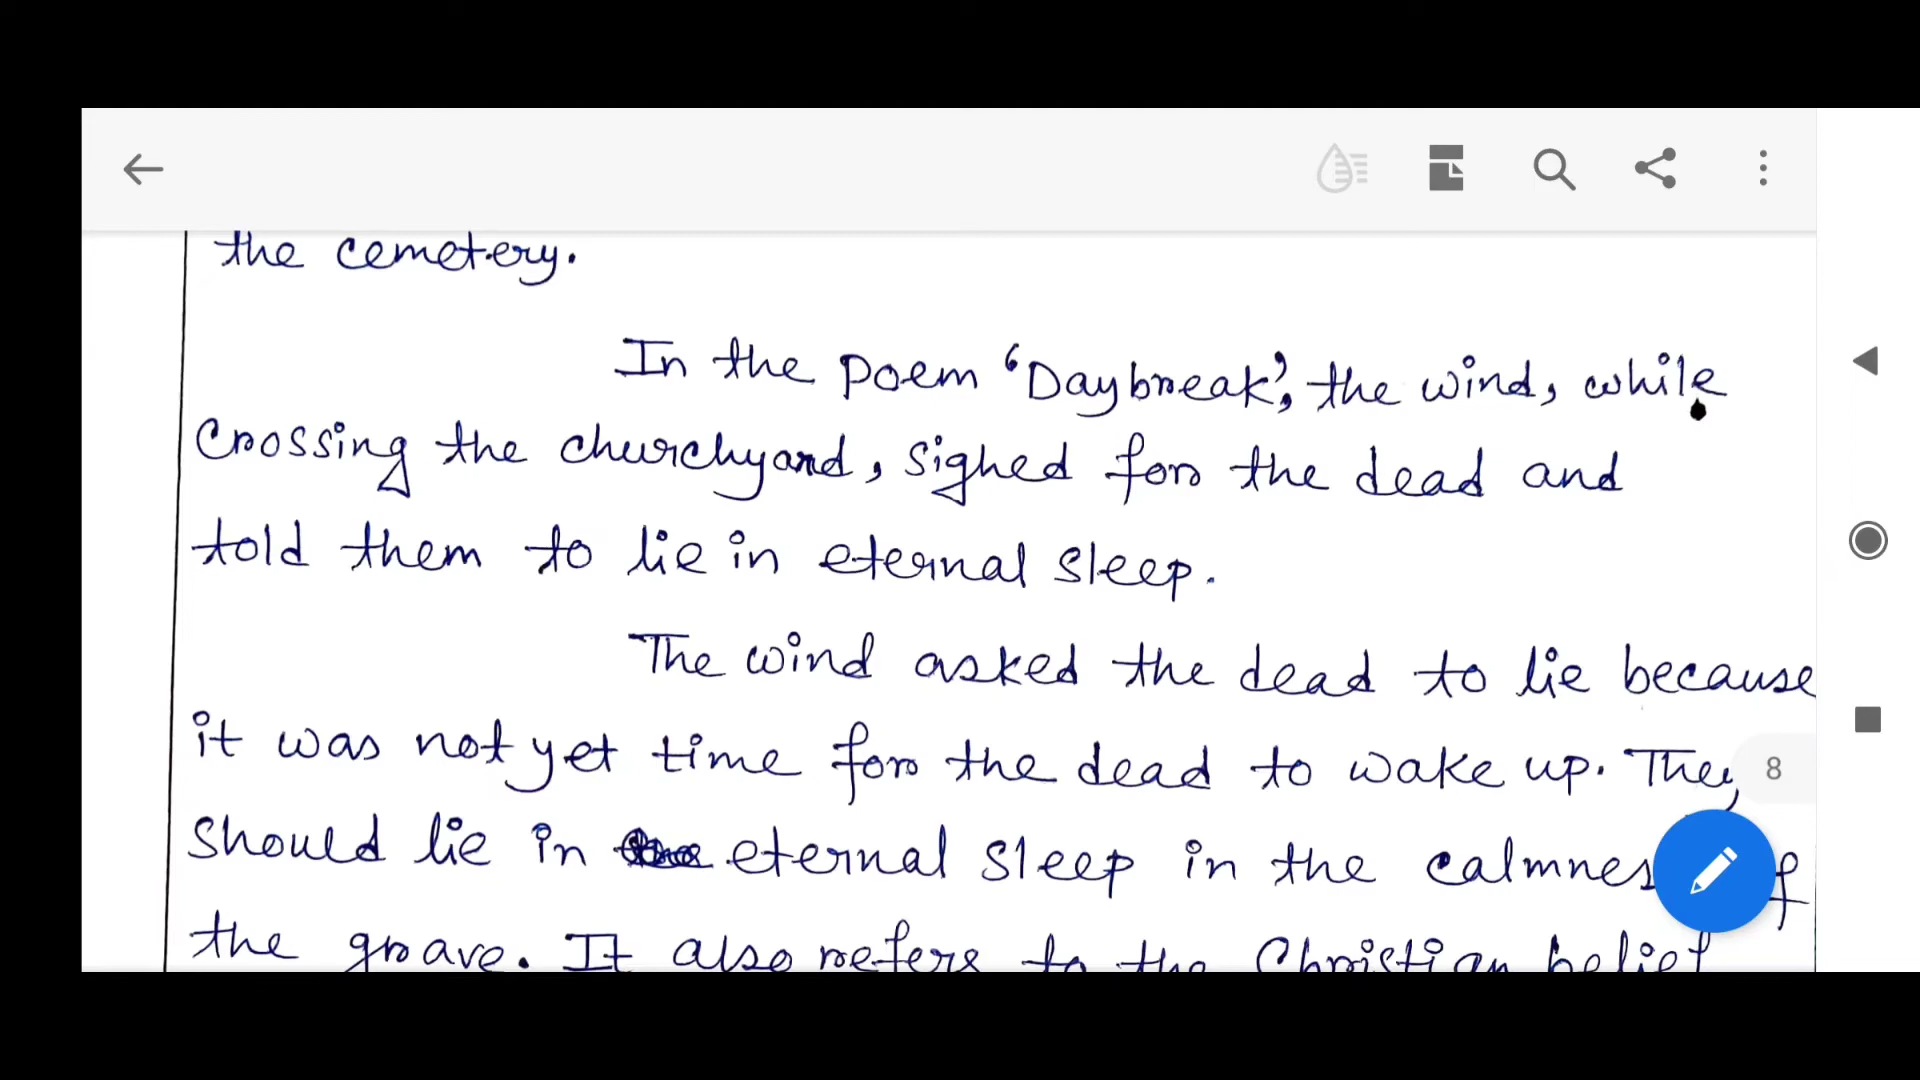 the cemetery.
In the poem ‘Daybreak’, the wind, while
crossing the churchyard, sighed for the dead and
told them to lie in eternal sleep.
The wind asked the dead to lie because
it was not yet time for the dead to wake up. They
8
should lie in eternal sleep in the calmness of
the grave. It also refers to the Christian belief